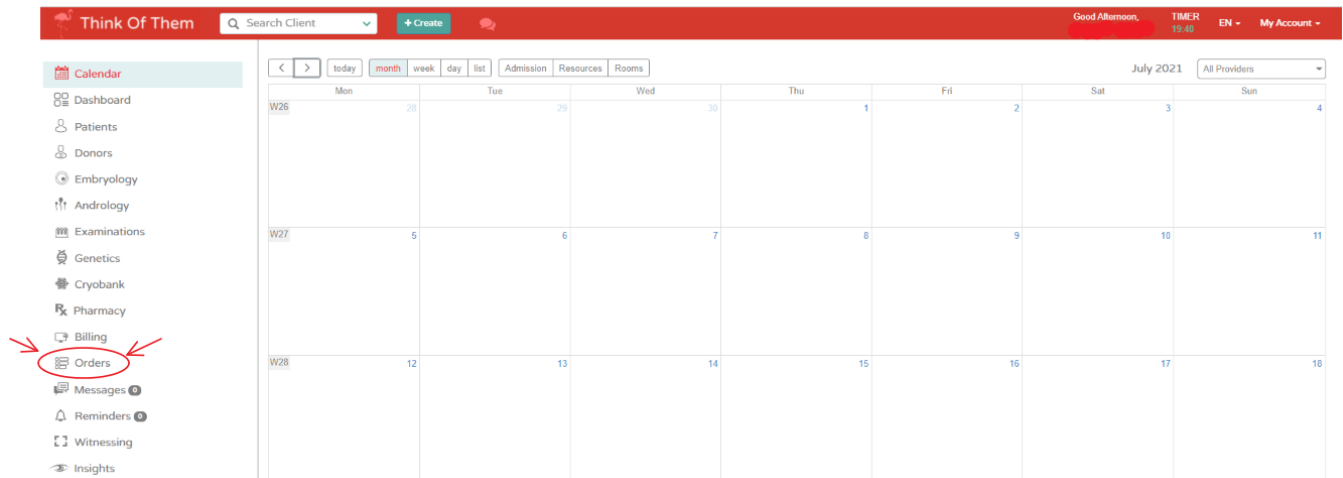 Think Of Them Search Client +Create Good Afternoon, TIMER EN My Account
19:40
Calendar
Dashboard
Patients
Donors
Embryology
Andrology
Examinations
Genetics
Cryobank
Pharmacy
Billing
Orders
Messages 0
Reminders 0
Witnessing
Insights
< > today month week day list Admission Resources Rooms July 2021 All Providers
Mon Tue Wed Thu Fri Sat Sun
W26 28 29 30 1 2 3 4
W27 5 6 7 8 9 10 11
W28 12 13 14 15 16 17 18